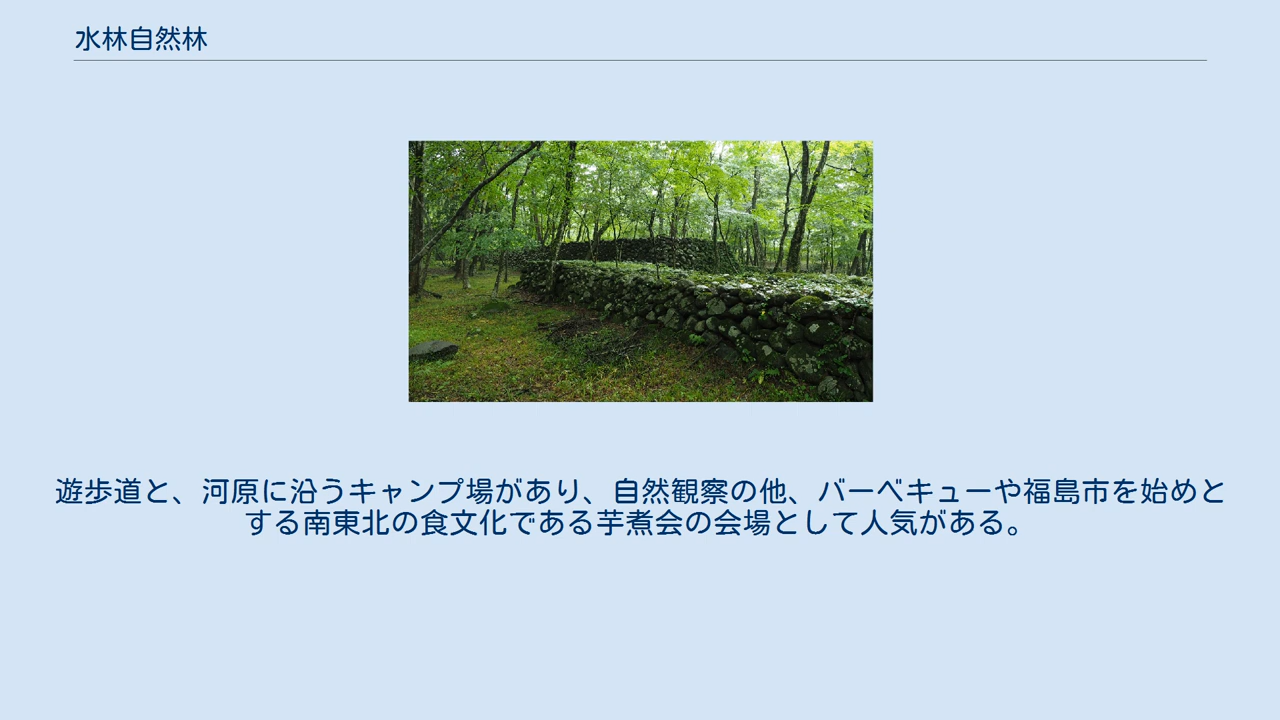 水林自然林
遊歩道と、河原に沿うキャンプ場があり、自然観察の他、バーベキューや福島市を始めと
する南東北の食文化である芋煮会の会場として人気がある。